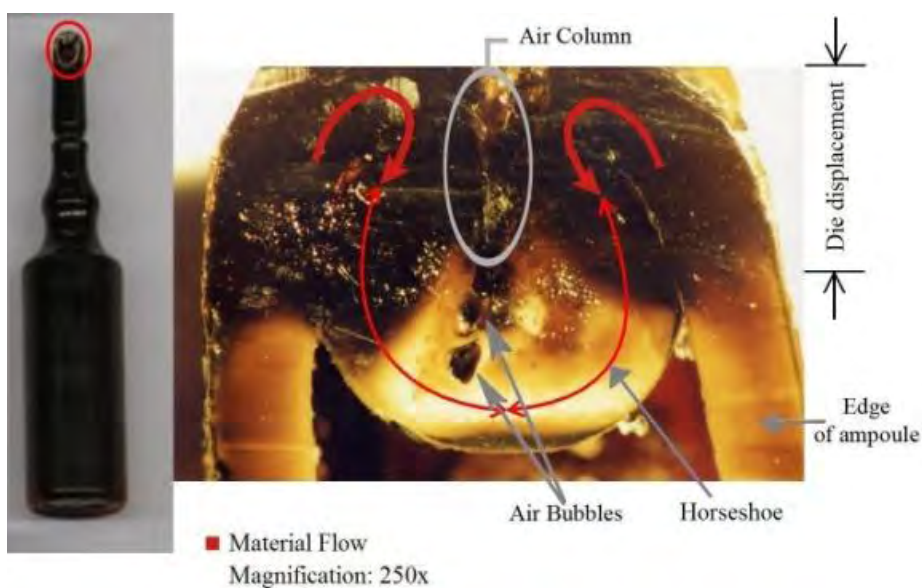 Air Column
Die displacement
Edge
of ampoule
Air Bubbles
Horseshoe
Material Flow
Magnification: 250x